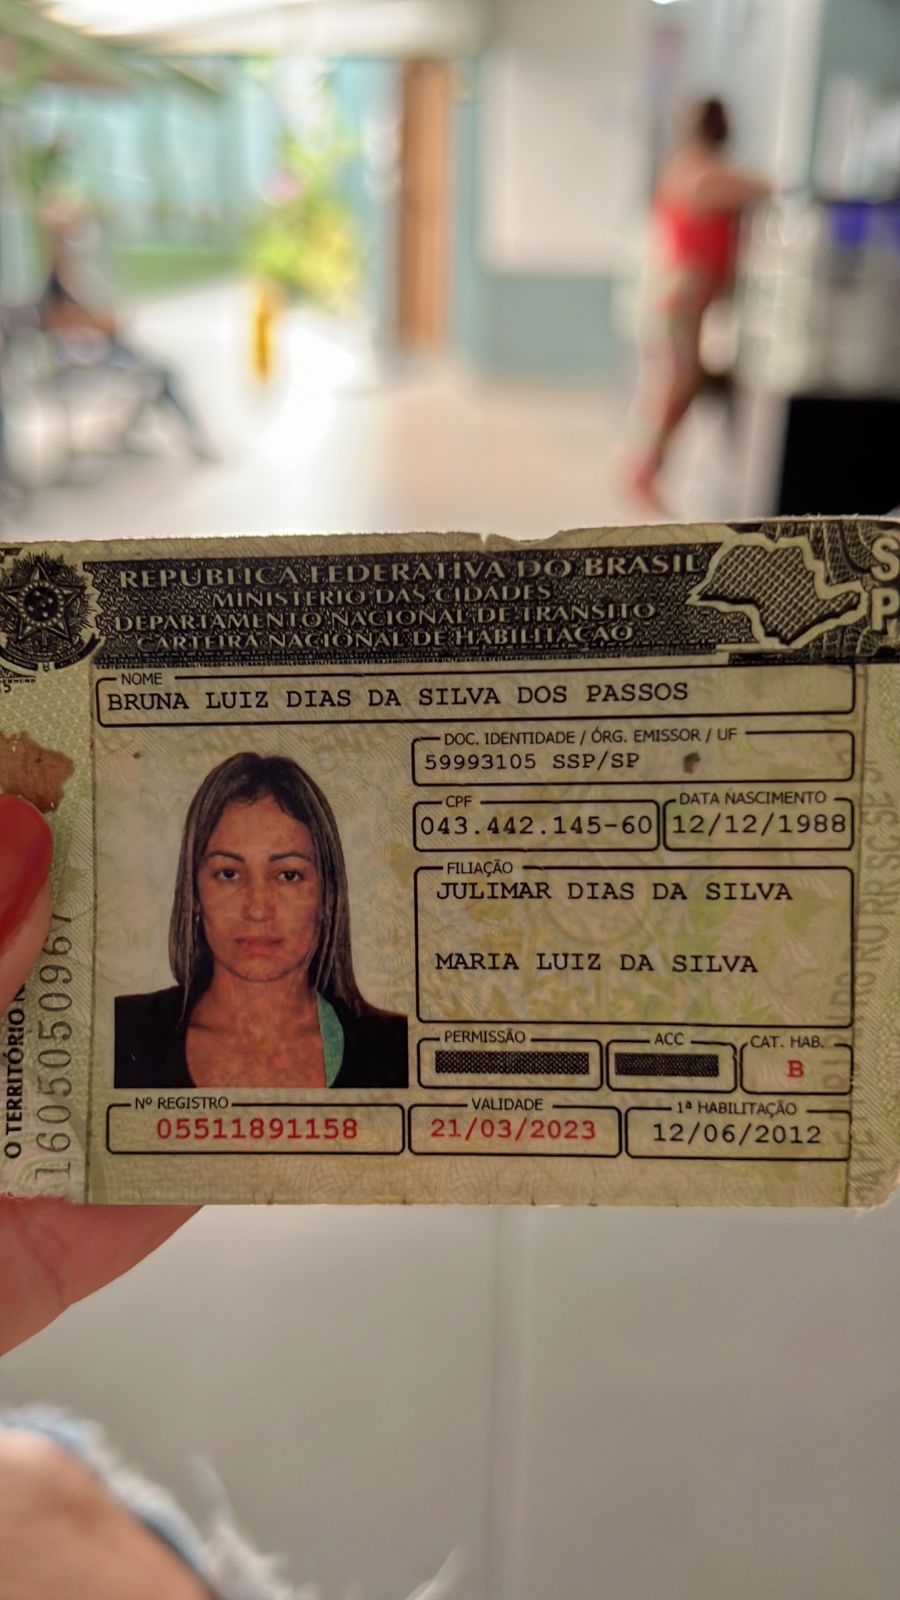 REPÚBLICA FEDERATIVA DO BRASIL
MINISTÉRIO DAS CIDADES
DEPARTAMENTO NACIONAL DE TRÂNSITO
CARTEIRA NACIONAL DE HABILITAÇÃO
SP
NOME
BRUNA LUIZ DIAS DA SILVA DOS PASSOS
DOC. IDENTIDADE / ÓRG. EMISSOR / UF
59993105 SSP/SP
CPF
043.442.145-60
DATA NASCIMENTO
12/12/1988
FILIAÇÃO
JULIMAR DIAS DA SILVA
MARIA LUIZ DA SILVA
PERMISSÃO
ACC
CAT. HAB.
B
Nº REGISTRO
05511891158
VALIDADE
21/03/2023
1ª HABILITAÇÃO
12/06/2012
O TERRITÓRIO
1605050967